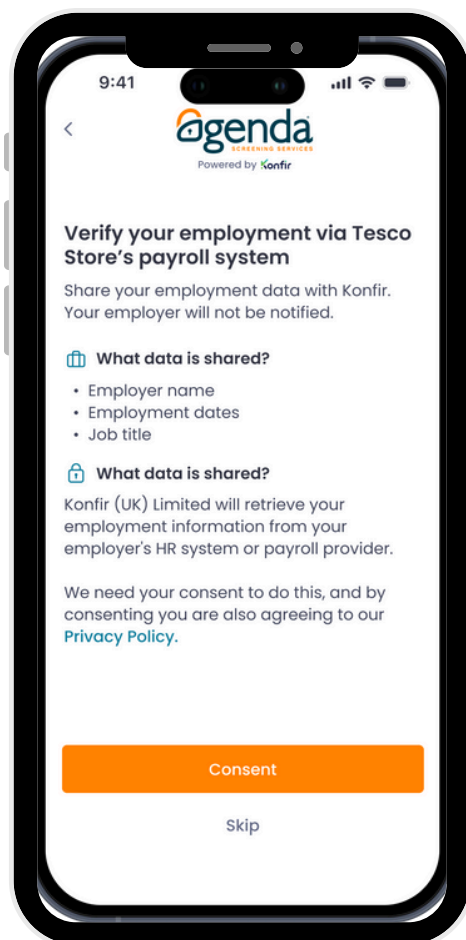 9:41
agenda
SCREENING SERVICES
Powered by Konfir
Verify your employment via Tesco
Store's payroll system
Share your employment data with Konfir.
Your employer will not be notified.
What data is shared?
• Employer name
• Employment dates
• Job title
What data is shared?
Konfir (UK) Limited will retrieve your
employment information from your
employer's HR system or payroll provider.
We need your consent to do this, and by
consenting you are also agreeing to our
Privacy Policy.
Consent
Skip